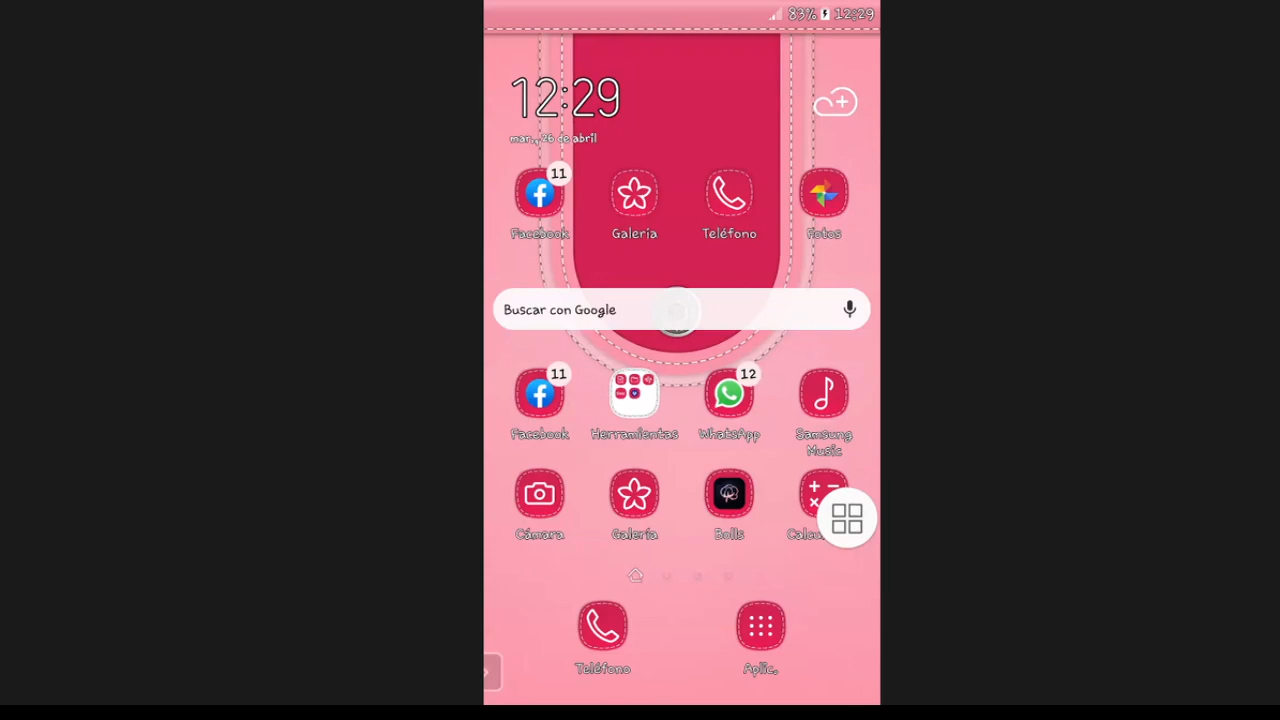 83% 12:29
12:29
mar., 26 de abril
11
Facebook Galería Teléfono Fotos
Buscar con Google
11 12
Facebook Herramientas WhatsApp Samsung
Music
Cámara Galería Bolls
Teléfono Aplic.